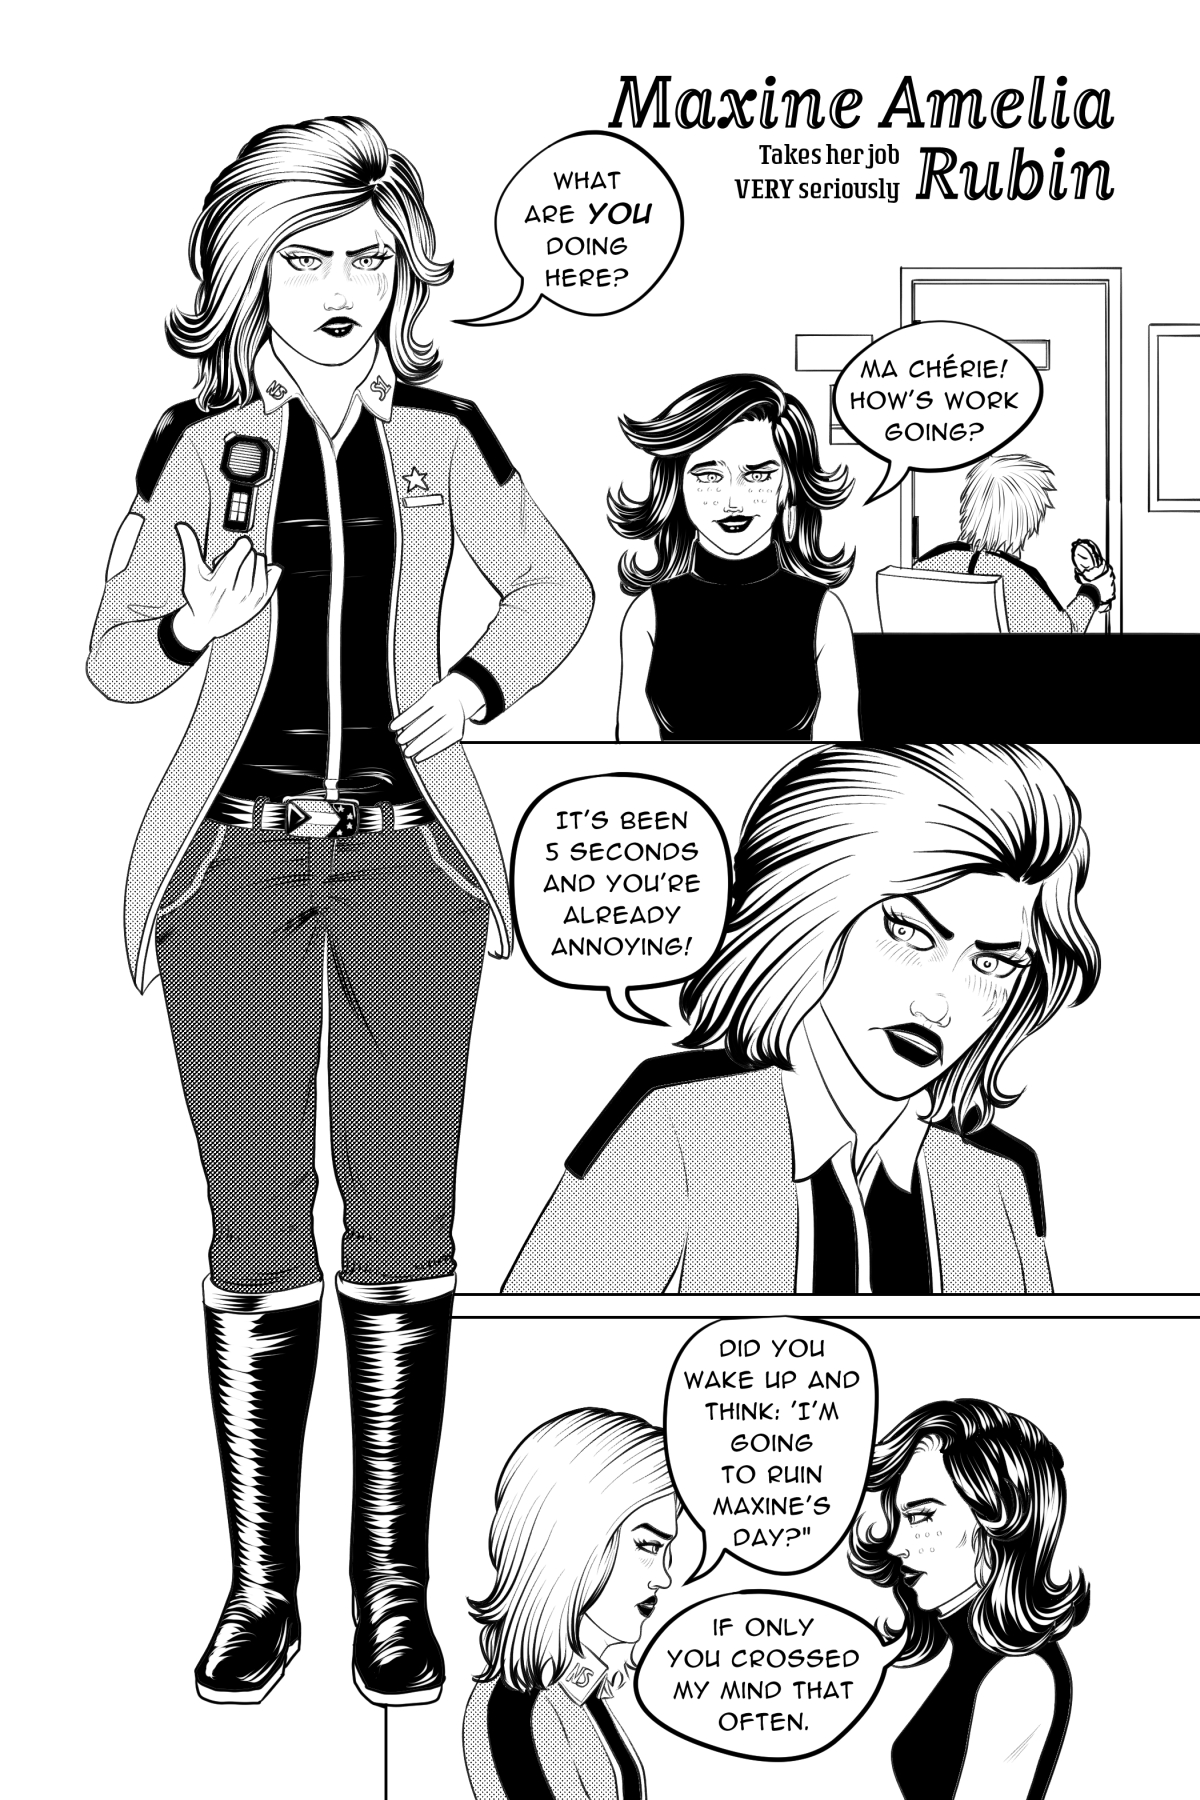 Maxine Amelia
Takes her job
VERY seriously
Rubin
WHAT
ARE YOU
DOING
HERE?
MA CHÉRIE!
HOW'S WORK
GOING?
NS
IT'S BEEN
5 SECONDS
AND YOU'RE
ALREADY
ANNOYING!
DID YOU
WAKE UP AND
THINK: 'I'M
GOING
TO RUIN
MAXINE'S
DAY?"
IF ONLY
YOU CROSSED
MY MIND THAT
OFTEN.
NS